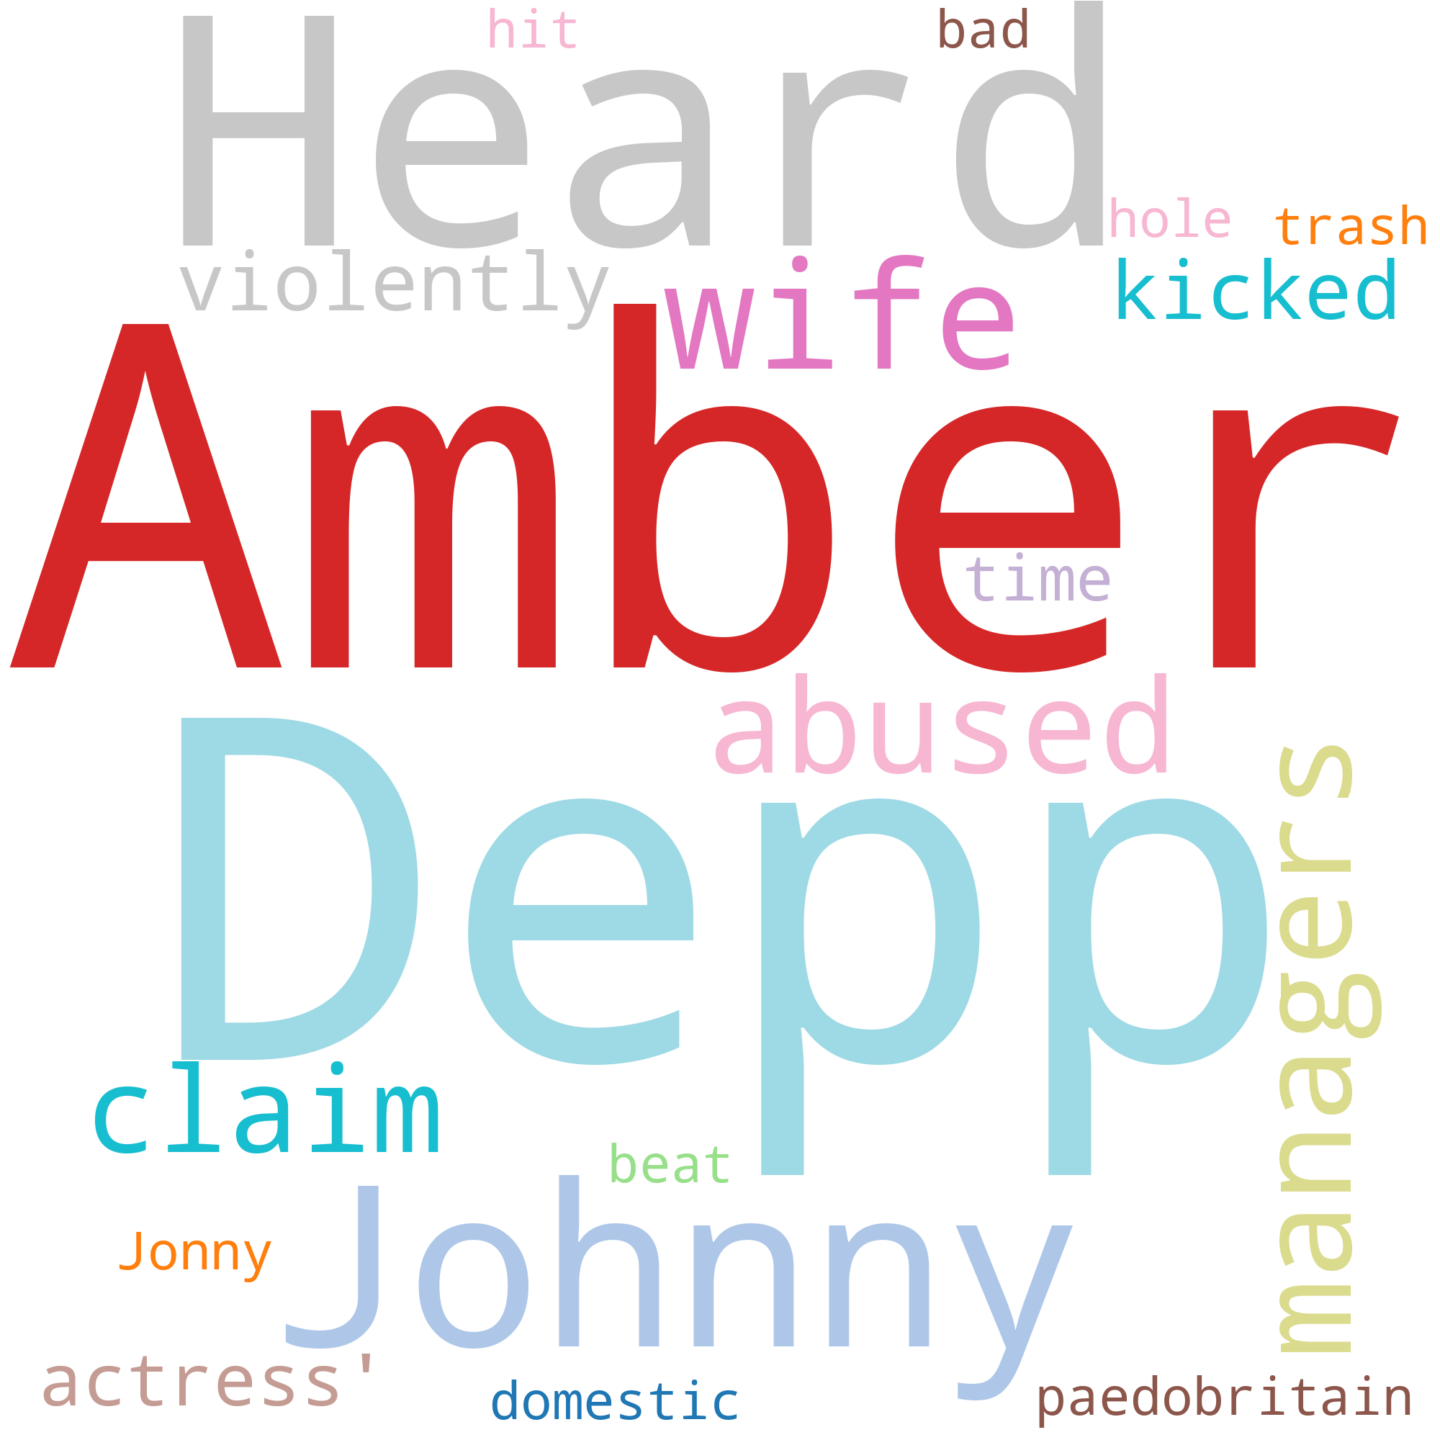 hit
bad
Heard
hole
trash
violently
wife
kicked
Amber
time
abused
Depp
managers
claim
beat
Johnny
Jonny
actress'
domestic
paedobritain